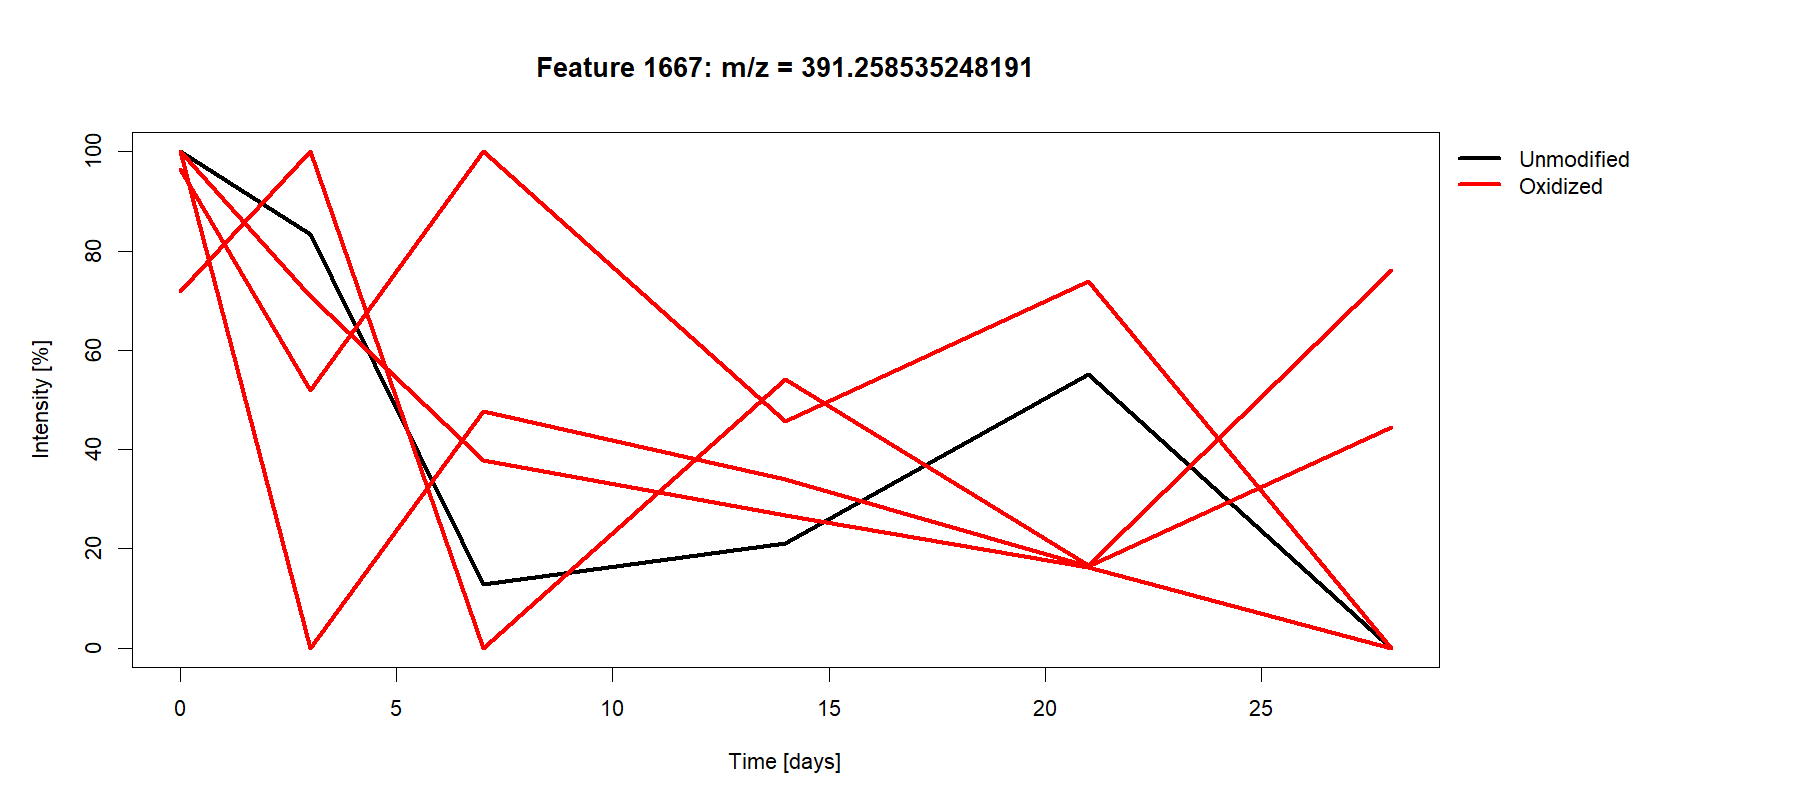 Feature 1667: m/z = 391.258535248191
Unmodified
Oxidized
Intensity [%]
100
80
60
40
20
0
0 5 10 15 20 25
Time [days]